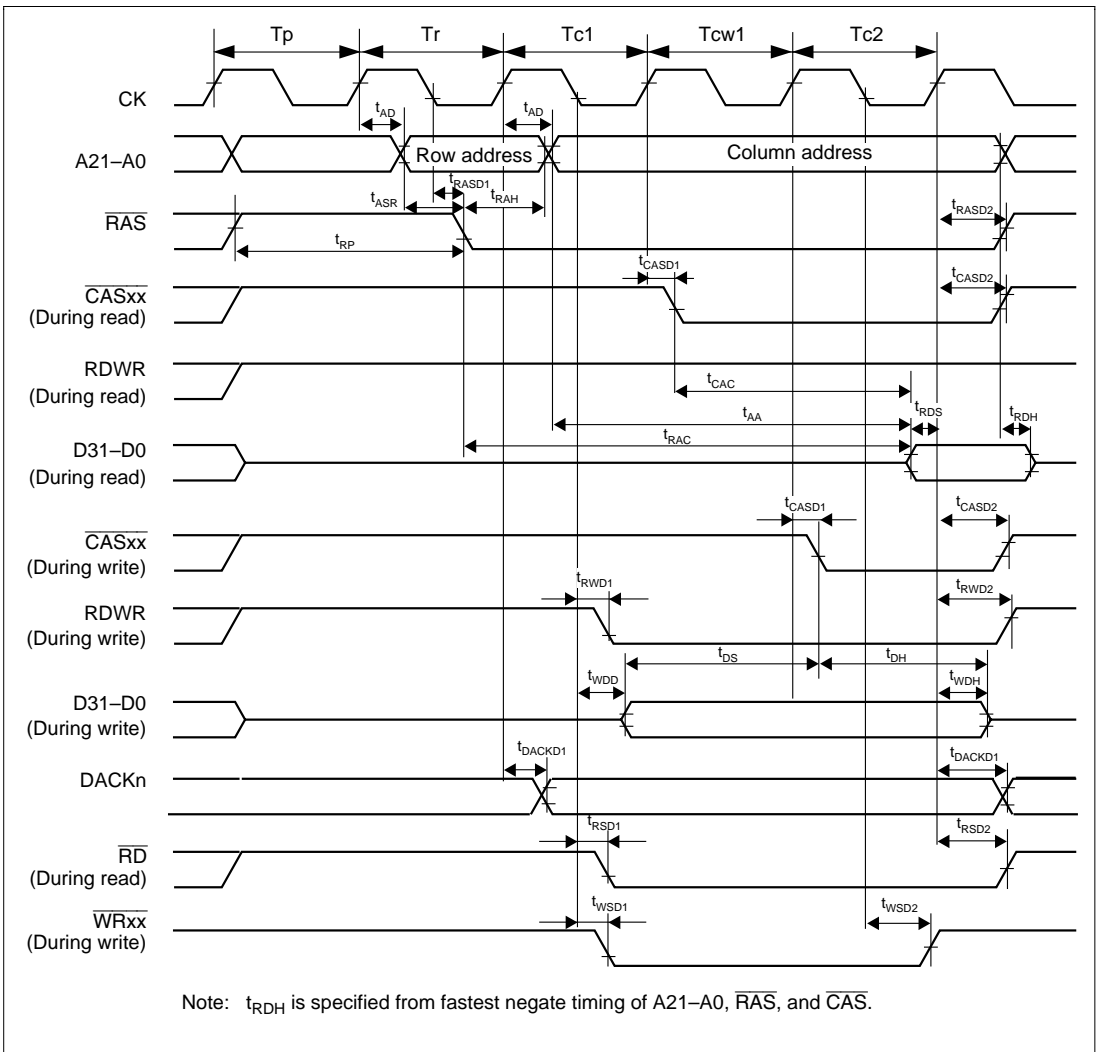 Tp Tr Tc1 Tcw1 Tc2
CK
tAD tAD
A21–A0 Row address Column address
tRASD1
tASR tRAH
RAS tRASD2
tRP
tCASD1 tCASD2
CASxx
(During read)
RDWR
(During read)
tCAC
tAA tRDS tRDH
tRAC
D31–D0
(During read)
tCASD1 tCASD2
CASxx
(During write)
tRWD1 tRWD2
RDWR
(During write)
tDS tDH
tWDD tWDH
D31–D0
(During write)
tDACKD1 tDACKD1
DACKn
tRSD1 tRSD2
RD
(During read)
tWSD1 tWSD2
WRxx
(During write)
Note: tRDH is specified from fastest negate timing of A21–A0, RAS, and CAS.